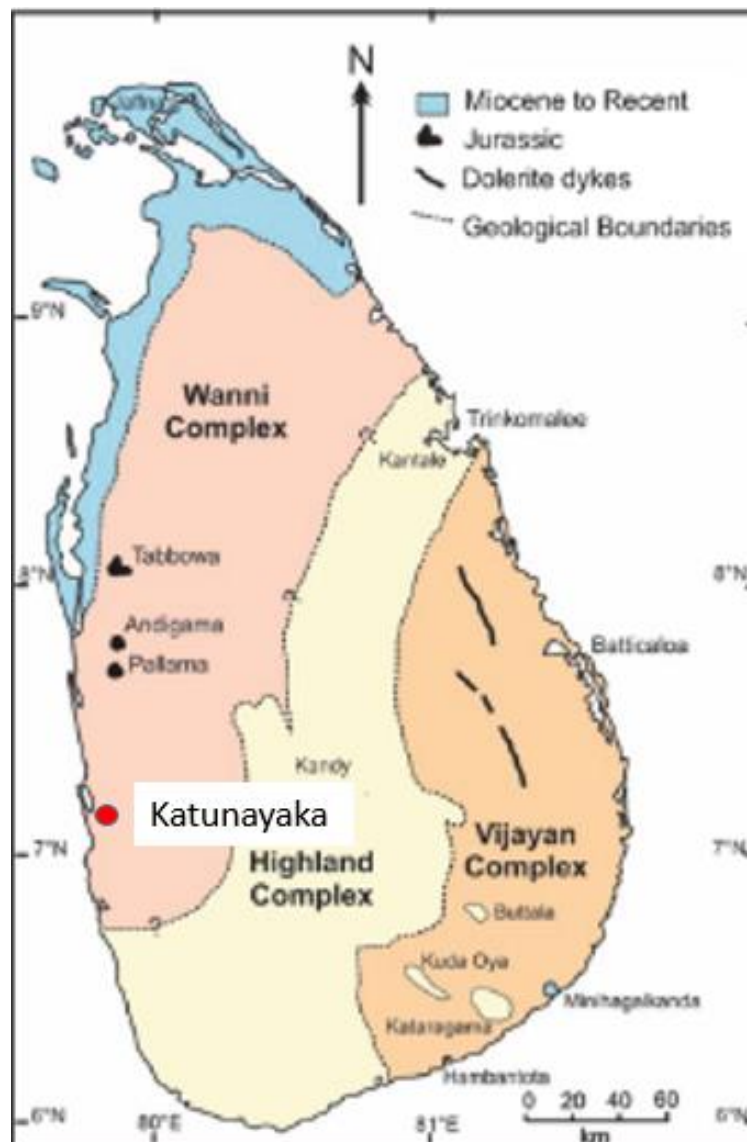 N
Miocene to Recent
Jurassic
Dolerite dykes
Geological Boundaries
9°N
Wanni
Complex
Trinkomalee
Kantale
Tabbowa
8°N
8°N
Andigama
Pallama
Batticaloa
Kandy
Katunayaka
7°N
7°N
Highland
Complex
Vijayan
Complex
Buttala
Kuda Oya
Kataragama
Minihagalkanda
Hambantota
0 20 40 60
km
6°N
6°N
80°E
81°E